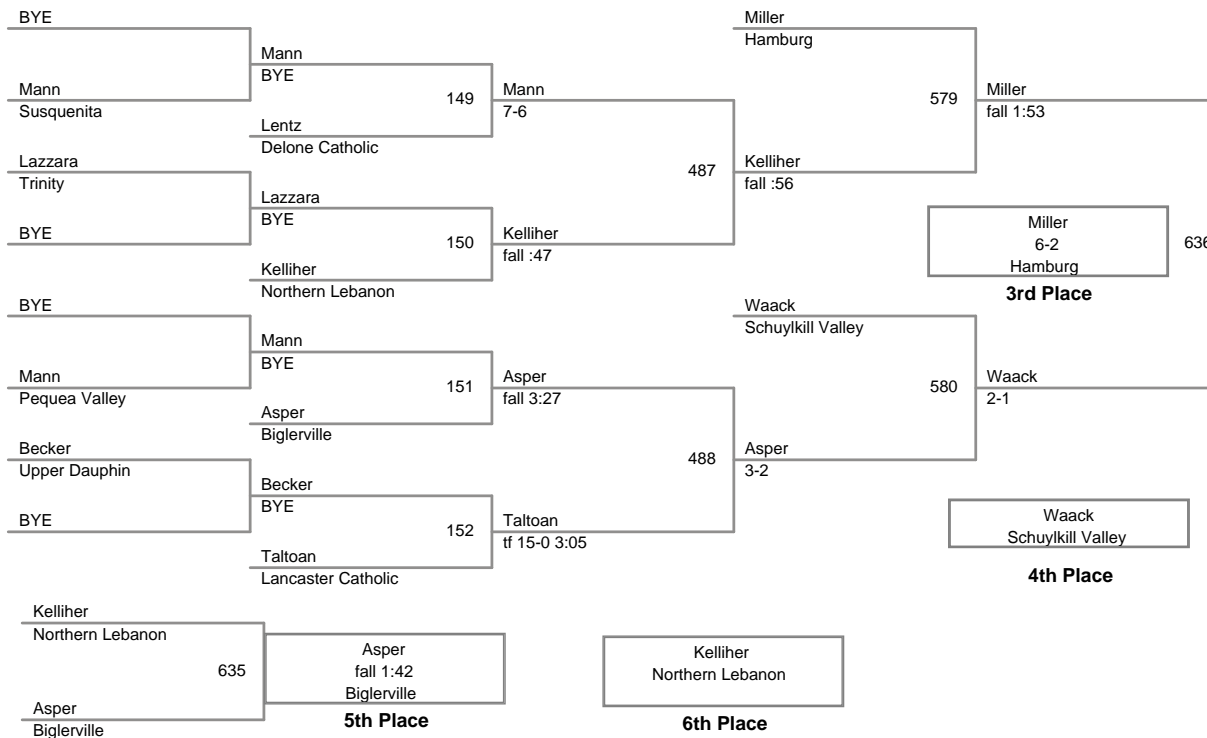 BYE
Mann
Susquenita
Lazzara
Trinity
BYE
BYE
Mann
Pequea Valley
Becker
Upper Dauphin
BYE
Mann
BYE
149
Lentz
Delone Catholic
Lazzara
BYE
150
Kelliher
Northern Lebanon
Mann
BYE
151
Asper
Biglerville
Becker
BYE
152
Taltoan
Lancaster Catholic
Mann
7-6
487
Kelliher
fall :47
Asper
fall 3:27
488
Taltoan
tf 15-0 3:05
Miller
Hamburg
579
Kelliher
fall :56
Waack
Schuylkill Valley
580
Asper
3-2
Miller
fall 1:53
Miller
6-2
Hamburg
636
3rd Place
Waack
2-1
Waack
Schuylkill Valley
4th Place
Kelliher
Northern Lebanon
635
Asper
Biglerville
Asper
fall 1:42
Biglerville
5th Place
Kelliher
Northern Lebanon
6th Place